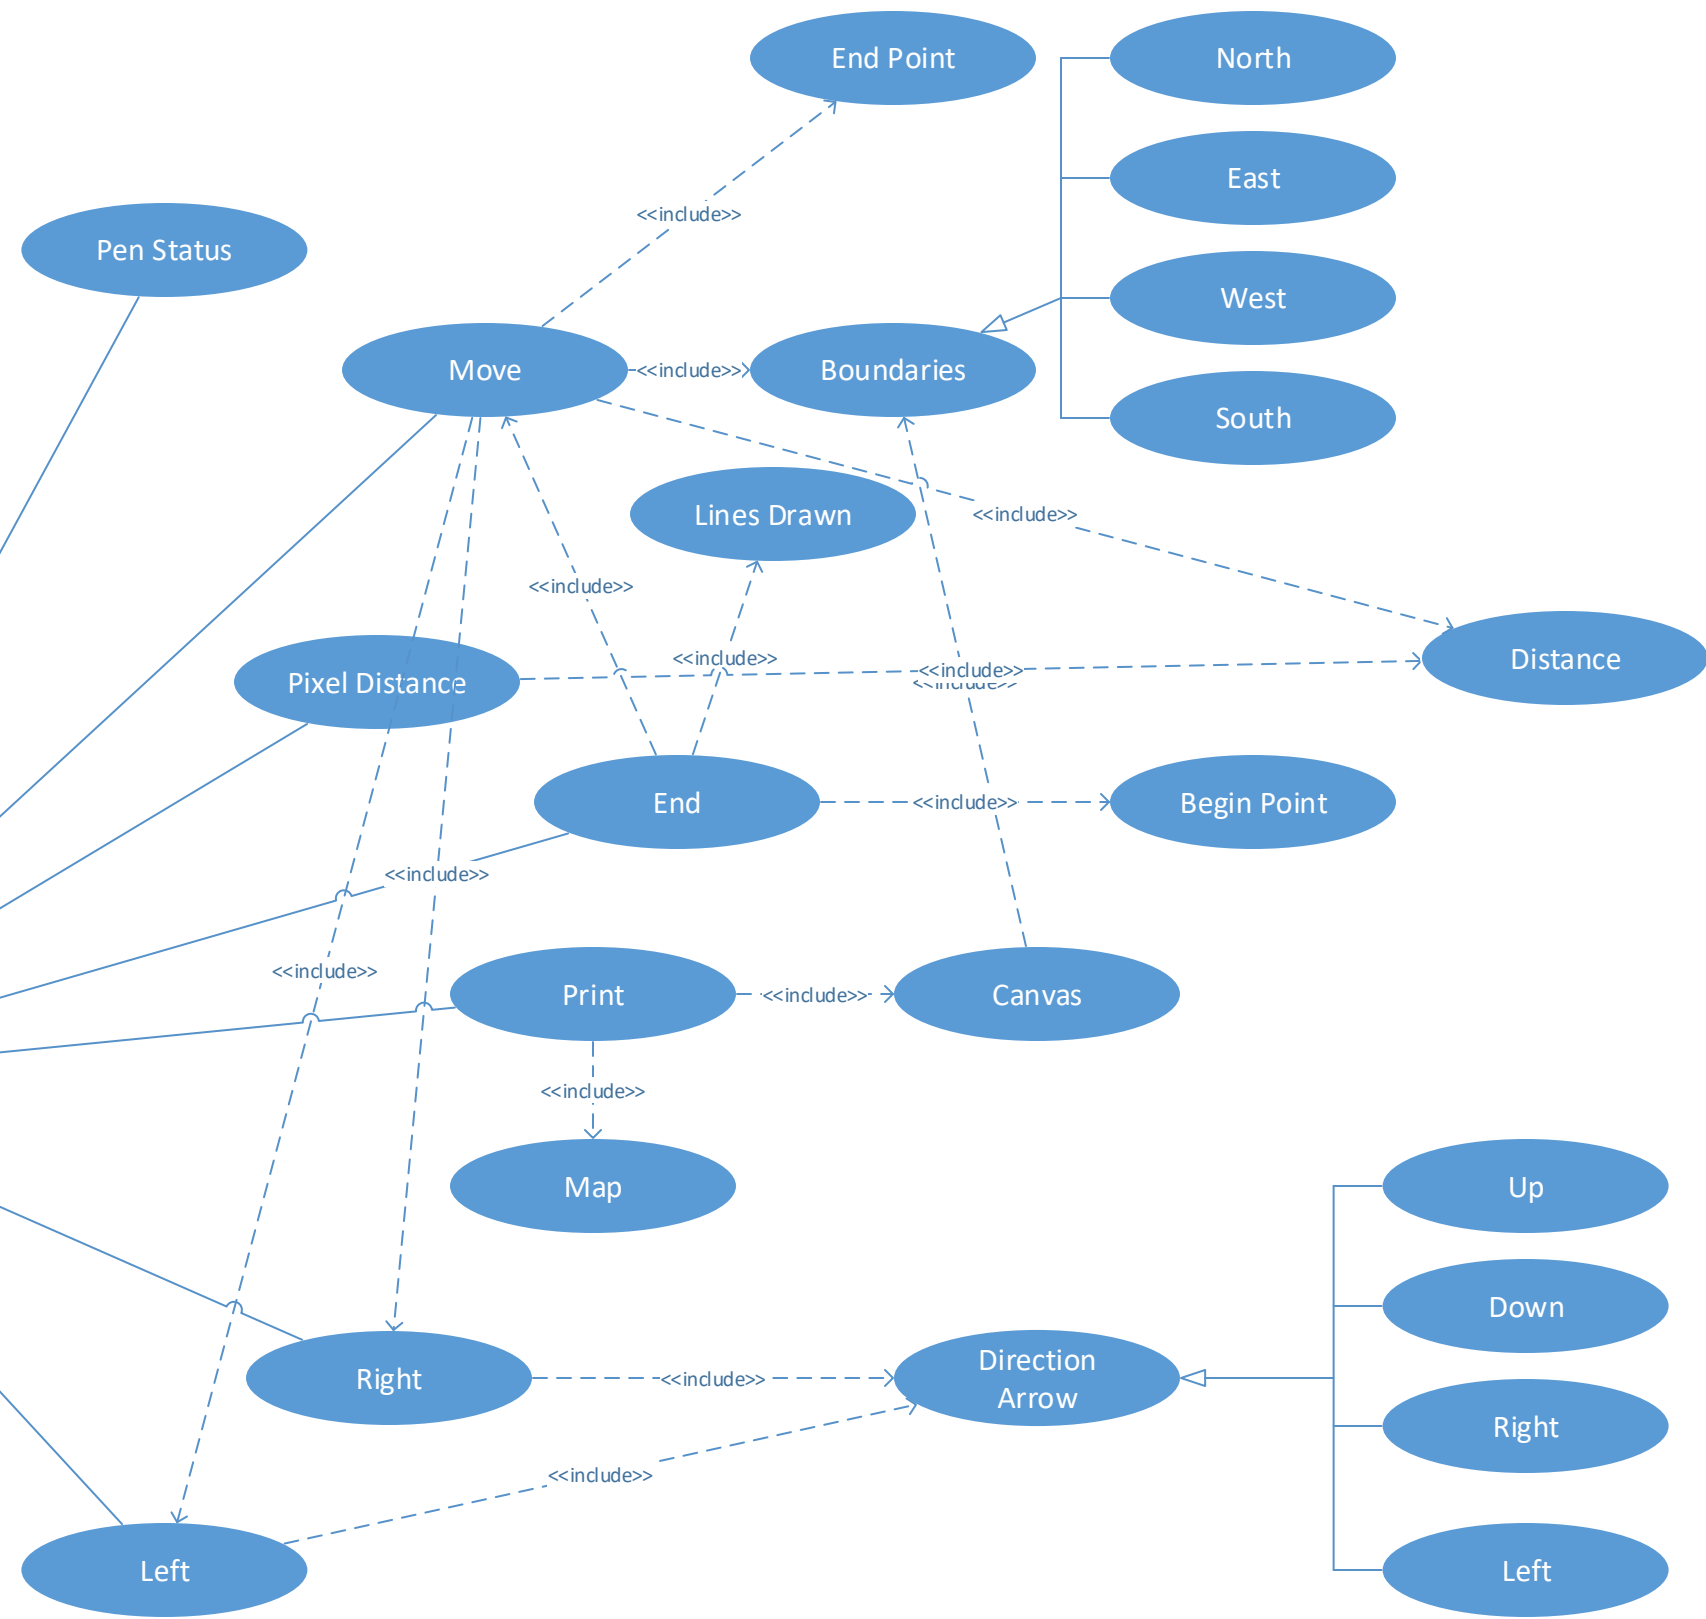 End Point
North
East
<<include>>
Pen Status
West
Move
<<include>>
Boundaries
South
Lines Drawn
<<include>>
<<include>>
<<include>>
Distance
<<include>>
<<include>>
Pixel Distance
End
<<include>>
Begin Point
<<include>>
<<include>>
Print
<<include>>
Canvas
<<include>>
Map
Up
Down
Direction
Arrow
Right
<<include>>
Right
<<include>>
Left
Left